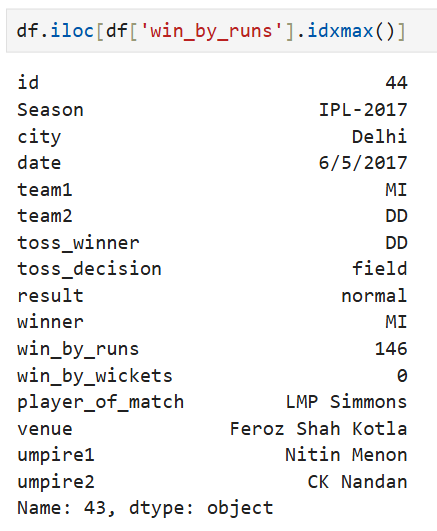 df.iloc[df['win_by_runs'].idxmax()]
id 44
Season IPL-2017
city Delhi
date 6/5/2017
team1 MI
team2 DD
toss_winner DD
toss_decision field
result normal
winner MI
win_by_runs 146
win_by_wickets 0
player_of_match LMP Simmons
venue Feroz Shah Kotla
umpire1 Nitin Menon
umpire2 CK Nandan
Name: 43, dtype: object